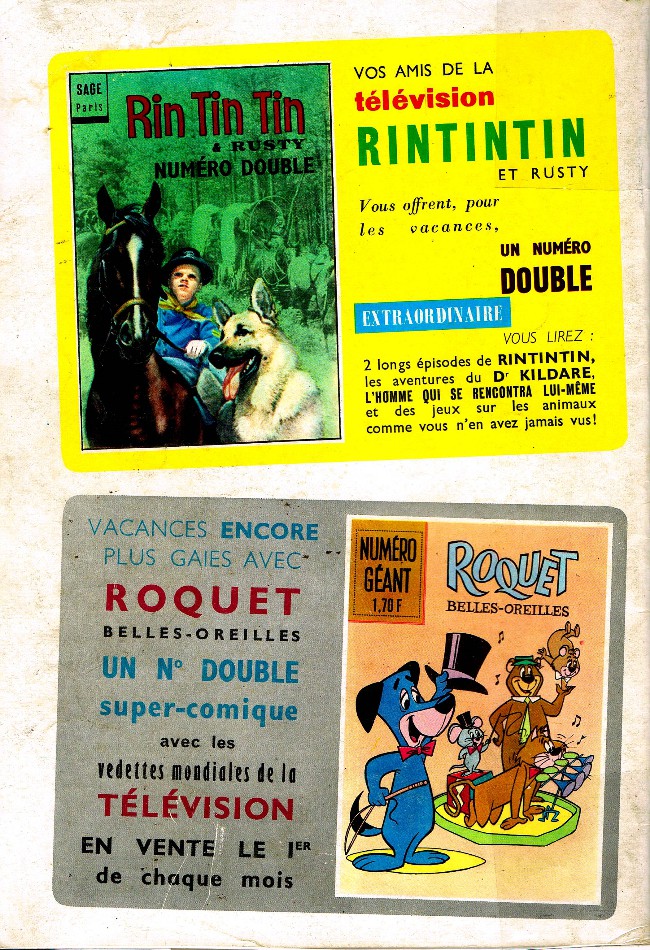 SAGE
Paris
Rin Tin Tin
& RUSTY
NUMÉRO DOUBLE
VOS AMIS DE LA
télévision
RINTINTIN
ET RUSTY
Vous offrent, pour
les vacances,
UN NUMÉRO
DOUBLE
EXTRAORDINAIRE
VOUS LIREZ :
2 longs épisodes de RINTINTIN,
les aventures du Dr KILDARE,
L'HOMME QUI SE RENCONTRA LUI-MÊME
et des jeux sur les animaux
comme vous n'en avez jamais vus!
VACANCES ENCORE
PLUS GAIES AVEC
ROQUET
BELLES-OREILLES
UN No DOUBLE
super-comique
avec les
vedettes mondiales de la
TÉLÉVISION
EN VENTE LE 1ER
de chaque mois
NUMÉRO
GÉANT
1,70 F
ROQUET
BELLES-OREILLES